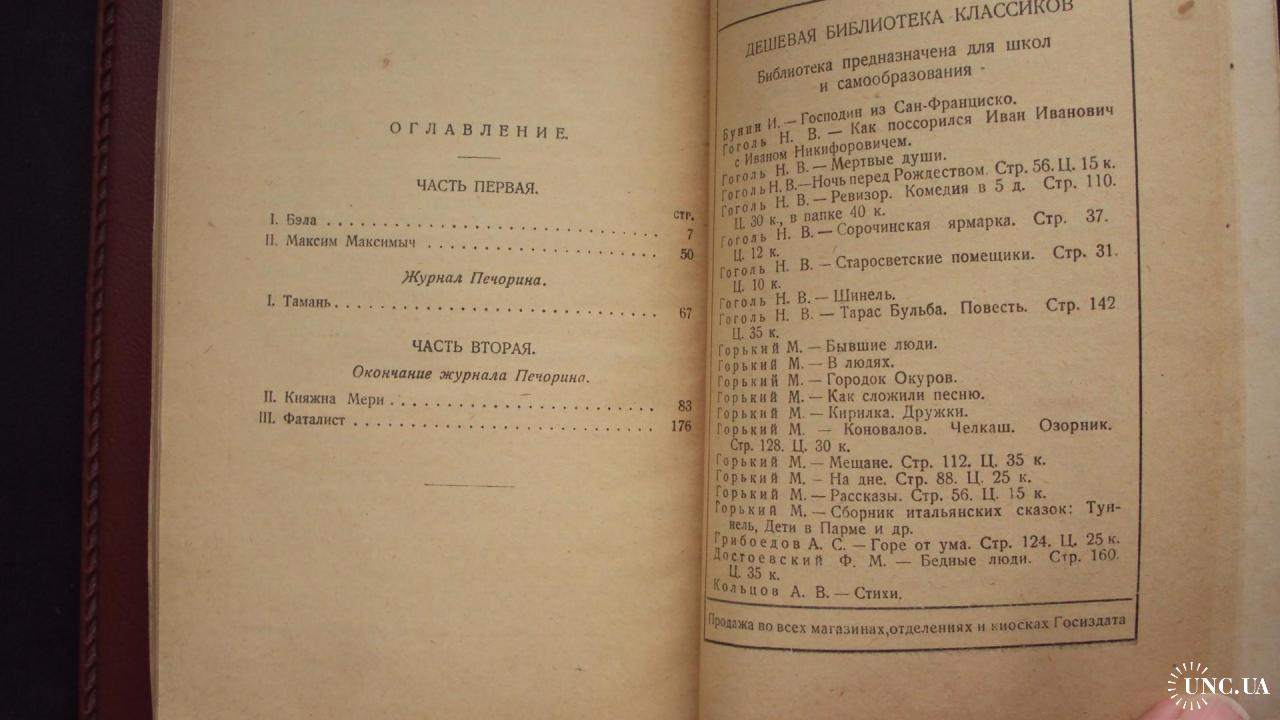 ОГЛАВЛЕНИЕ.
ЧАСТЬ ПЕРВАЯ.
СТР.
I. Бэла . . . . . . . . . . . . . . . . . . . . . . . . . . . . 7
II. Максим Максимыч . . . . . . . . . . . . . . . . . . . . 50
Журнал Печорина.
I. Тамань . . . . . . . . . . . . . . . . . . . . . . . . . . . 67
ЧАСТЬ ВТОРАЯ.
Окончание журнала Печорина.
II. Княжна Мери . . . . . . . . . . . . . . . . . . . . . . . 83
III. Фаталист . . . . . . . . . . . . . . . . . . . . . . . . . 176
ДЕШЕВАЯ БИБЛИОТЕКА КЛАССИКОВ
Библиотека предназначена для школ
и самообразования -
Бунин И. — Господин из Сан-Франциско.
Гоголь Н. В. — Как поссорился Иван Иванович
с Иваном Никифоровичем.
Гоголь Н. В. — Мертвые души.
Гоголь Н. В.—Ночь перед Рождеством. Стр. 56. Ц. 15 к.
Гоголь Н. В. — Ревизор. Комедия в 5 д. Стр. 110.
Ц. 30 к., в папке 40 к.
Гоголь Н. В. — Сорочинская ярмарка. Стр. 37.
Ц. 12 к.
Гоголь Н. В. — Старосветские помещики. Стр. 31.
Ц. 10 к.
Гоголь Н. В. — Шинель.
Гоголь Н. В. — Тарас Бульба. Повесть. Стр. 142
Ц. 35 к.
Горький М. — Бывшие люди.
Горький М. — В людях.
Горький М. — Городок Окуров.
Горький М. — Как сложили песню.
Горький М. — Кирилка. Дружки.
Горький М. — Коновалов. Челкаш. Озорник.
Стр. 128. Ц. 30 к.
Горький М. — Мещане. Стр. 112. Ц. 35 к.
Горький М. — На дне. Стр. 88. Ц. 25 к.
Горький М. — Рассказы. Стр. 56. Ц. 15 к.
Горький М. — Сборник итальянских сказок: Тун-
нель, Дети в Парме и др.
Грибоедов А. С. — Горе от ума. Стр. 124. Ц. 25 к.
Достоевский Ф. М. — Бедные люди. Стр. 160.
Ц. 35 к.
Кольцов А. В. — Стихи.
Продажа во всех магазинах, отделениях и киосках Госиздата
UNC.UA